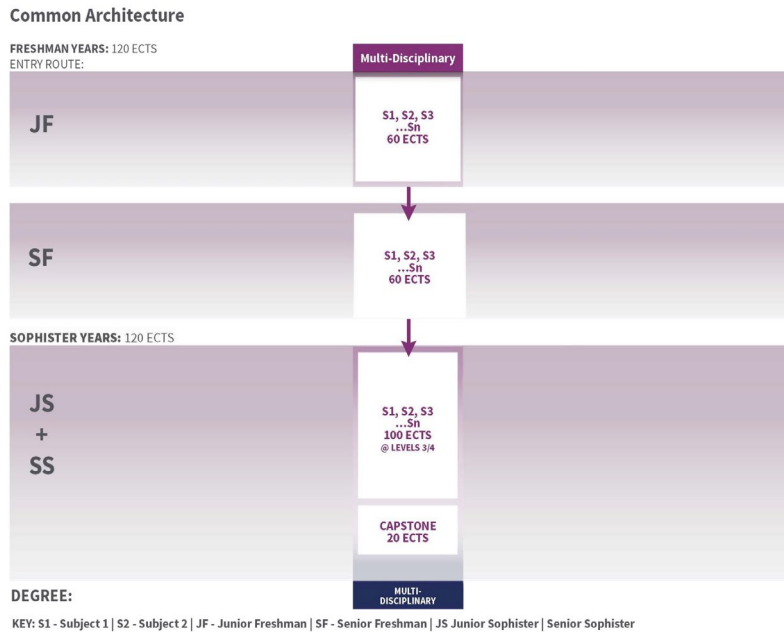 Common Architecture
FRESHMAN YEARS: 120 ECTS
ENTRY ROUTE:
Multi-Disciplinary
JF
S1, S2, S3
...Sn
60 ECTS
SF
S1, S2, S3
...Sn
60 ECTS
SOPHISTER YEARS: 120 ECTS
JS
+
SS
S1, S2, S3
...Sn
100 ECTS
@ LEVELS 3/4
CAPSTONE
20 ECTS
DEGREE:
MULTI-
DISCIPLINARY
KEY: S1 - Subject 1 | S2 - Subject 2 | JF - Junior Freshman | SF - Senior Freshman | JS Junior Sophister | Senior Sophister